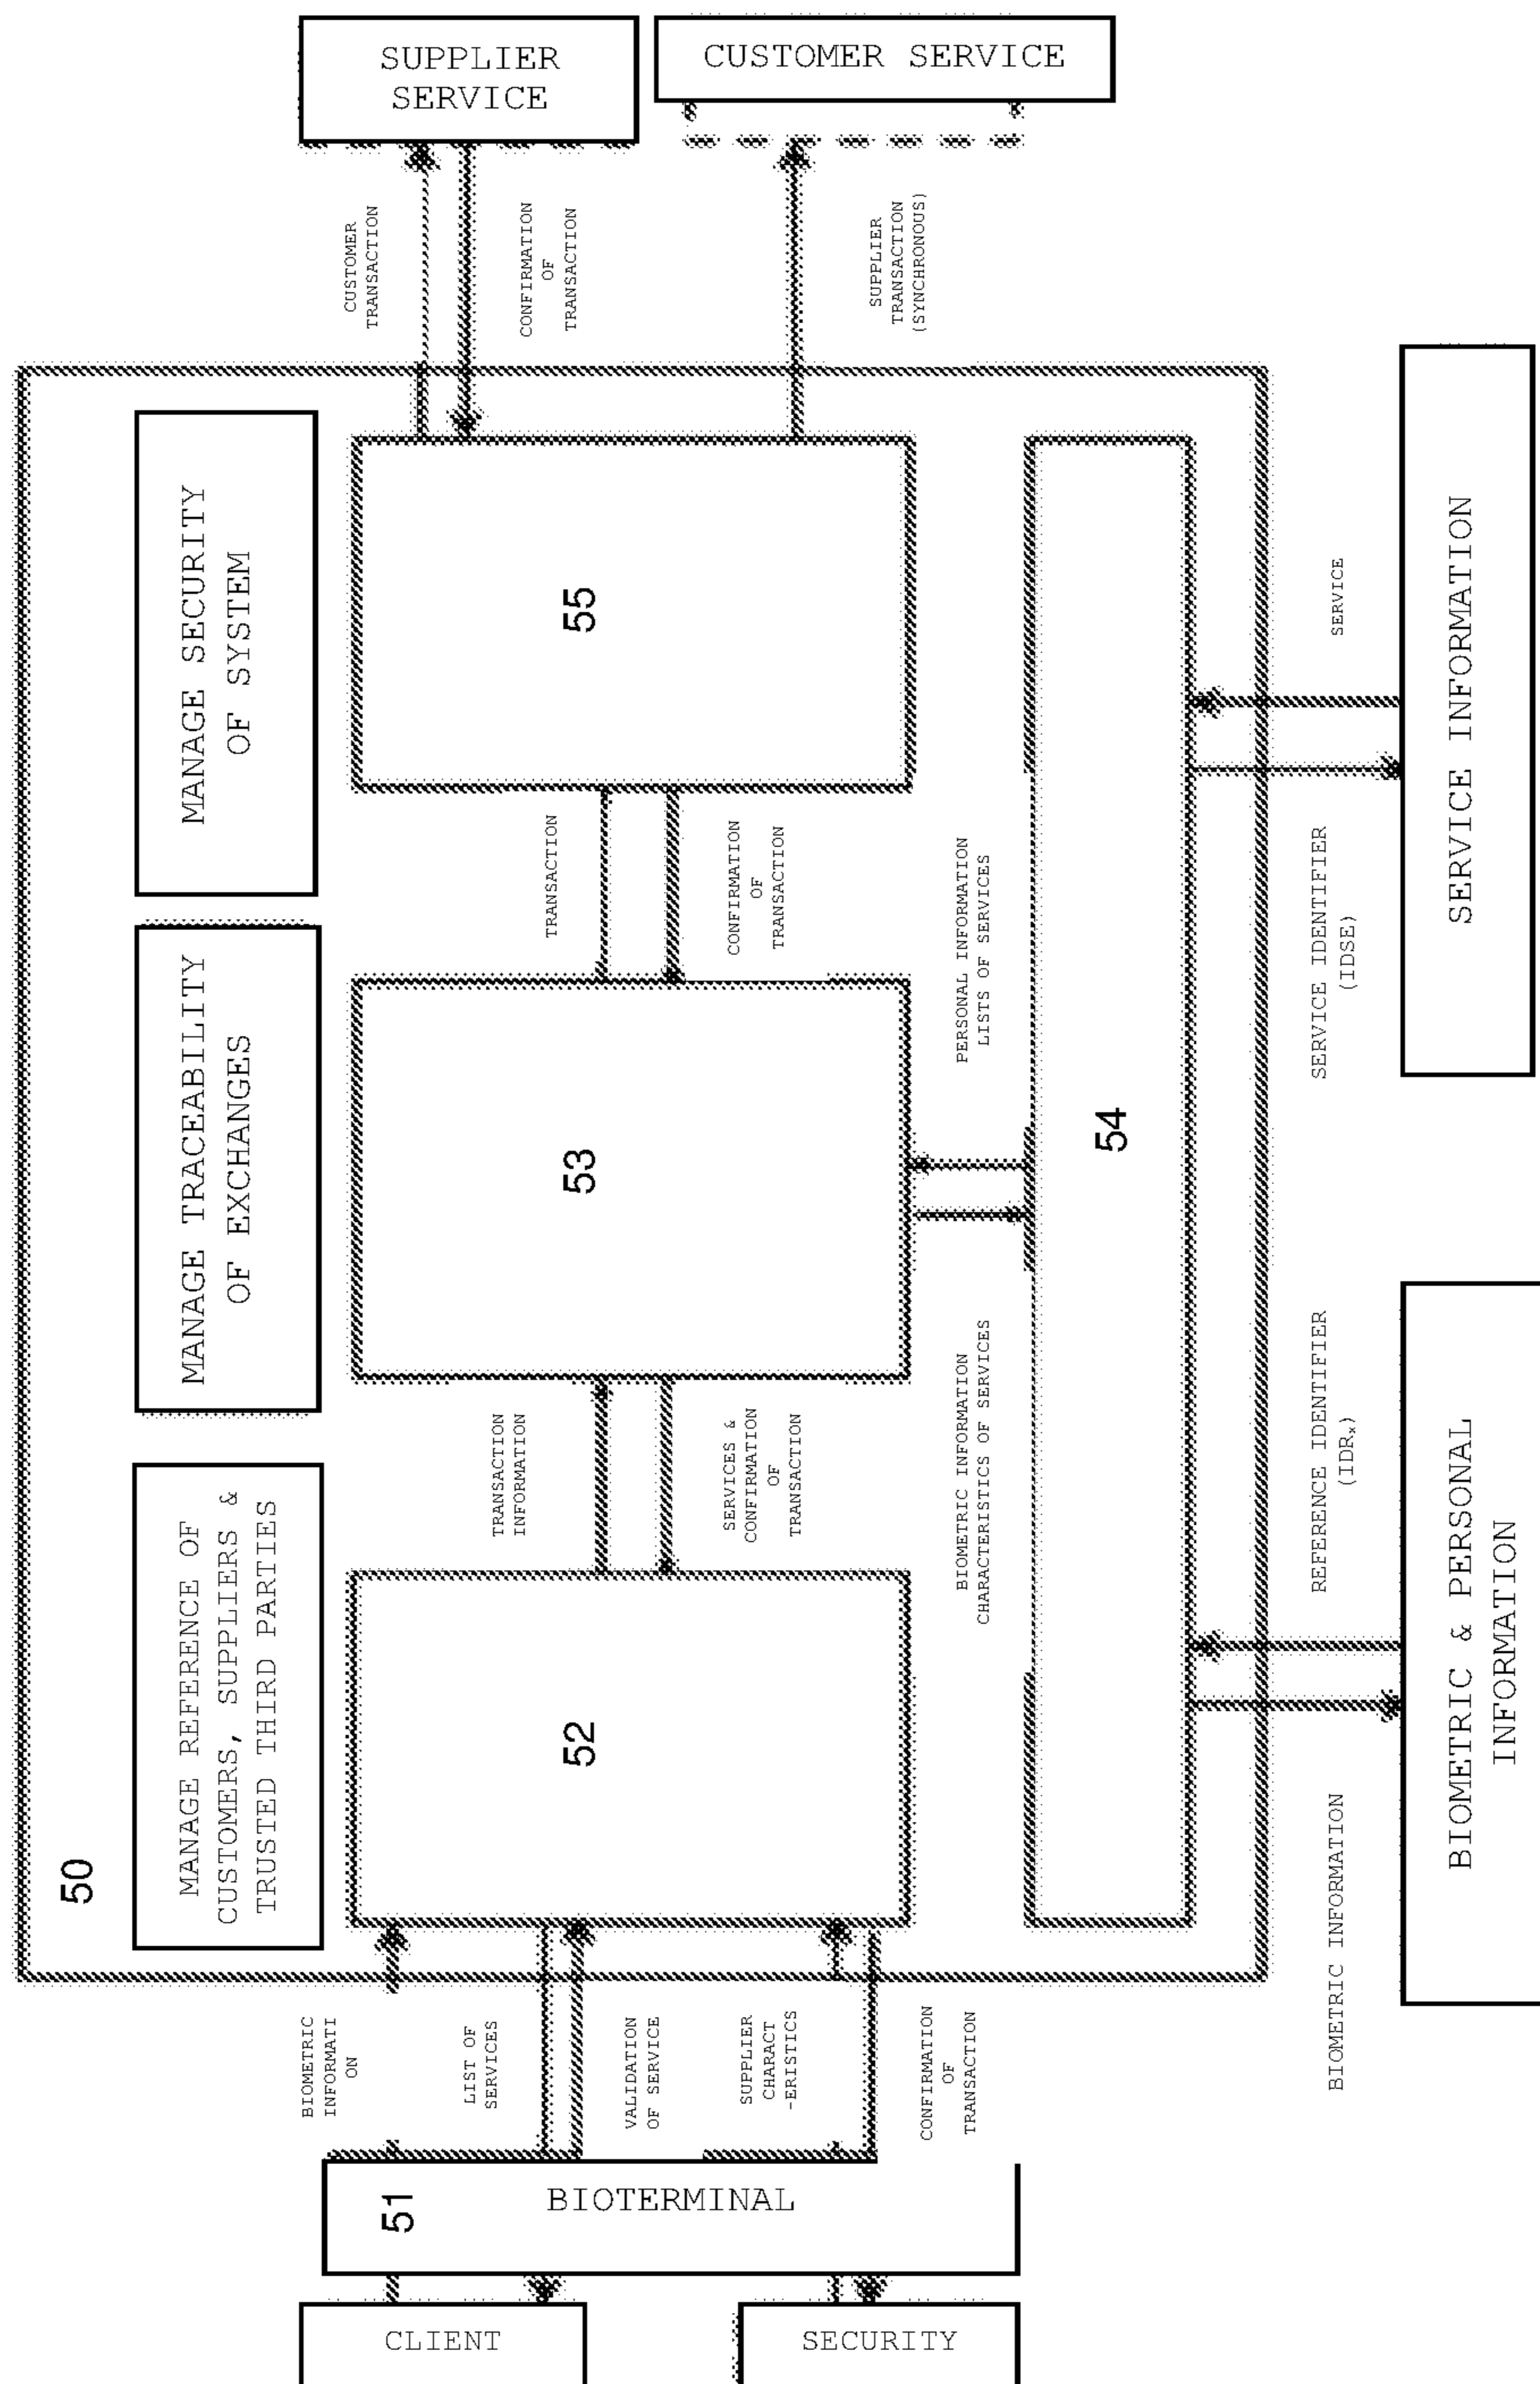 SUPPLIER
SERVICE
CUSTOMER SERVICE
CUSTOMER
TRANSACTION
CONFIRMATION
OF
TRANSACTION
SUPPLIER
TRANSACTION
(SYNCHRONOUS)
50
MANAGE REFERENCE OF
CUSTOMERS, SUPPLIERS &
TRUSTED THIRD PARTIES
MANAGE TRACEABILITY
OF EXCHANGES
MANAGE SECURITY
OF SYSTEM
55
TRANSACTION
CONFIRMATION
OF
TRANSACTION
53
PERSONAL INFORMATION
LISTS OF SERVICES
TRANSACTION
INFORMATION
SERVICES &
CONFIRMATION
OF
TRANSACTION
BIOMETRIC INFORMATION
CHARACTERISTICS OF SERVICES
52
54
SERVICE
SERVICE IDENTIFIER
(IDSE)
SERVICE INFORMATION
REFERENCE IDENTIFIER
(IDRx)
BIOMETRIC INFORMATION
BIOMETRIC & PERSONAL
INFORMATION
BIOMETRIC
INFORMATI
ON
LIST OF
SERVICES
VALIDATION
OF SERVICE
SUPPLIER
CHARACT
-ERISTICS
CONFIRMATION
OF
TRANSACTION
51
BIOTERMINAL
CLIENT
SECURITY